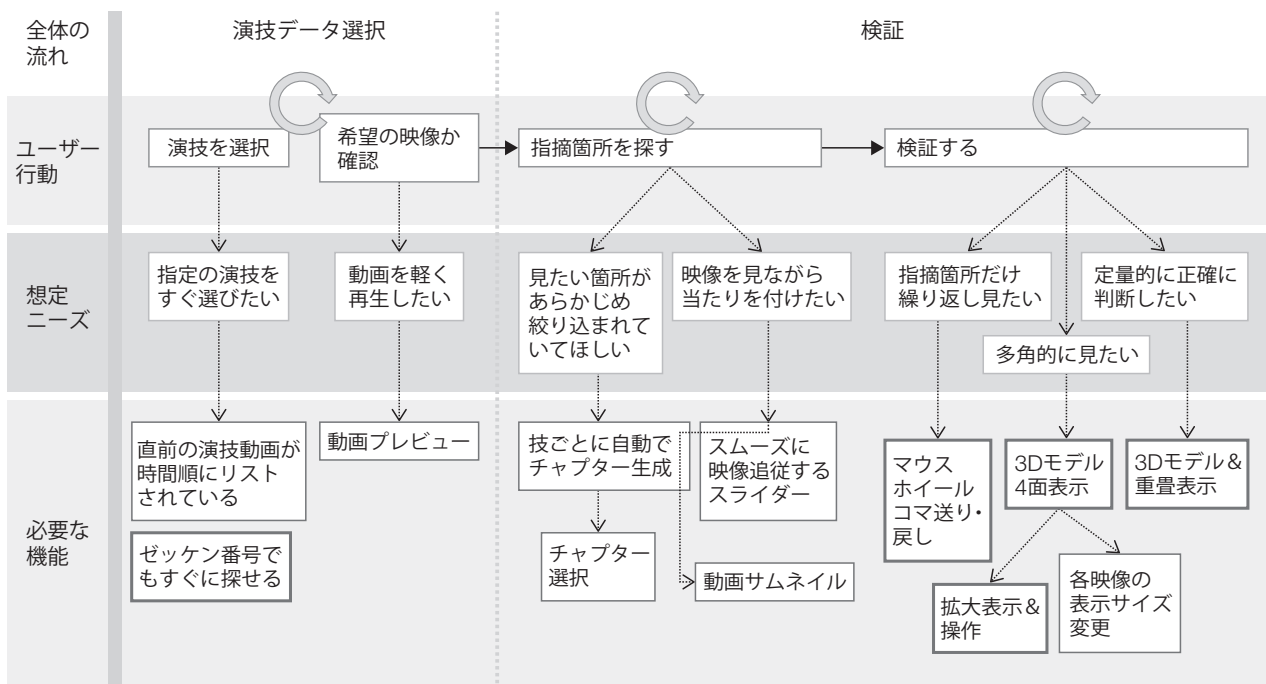 全体の
流れ
演技データ選択
検証
ユーザー
行動
演技を選択
希望の映像か
確認
指摘箇所を探す
検証する
想定
ニーズ
指定の演技を
すぐ選びたい
動画を軽く
再生したい
見たい箇所が
あらかじめ
絞り込まれて
いてほしい
映像を見ながら
当たりを付けたい
指摘箇所だけ
繰り返し見たい
多角的に見たい
定量的に正確に
判断したい
必要な
機能
直前の演技動画が
時間順にリスト
されている
ゼッケン番号で
もすぐに探せる
動画プレビュー
技ごとに自動で
チャプター生成
チャプター
選択
スムーズに
映像追従する
スライダー
動画サムネイル
マウス
ホイール
コマ送り・
戻し
3Dモデル
4面表示
3Dモデル＆
重畳表示
拡大表示＆
操作
各映像の
表示サイズ
変更